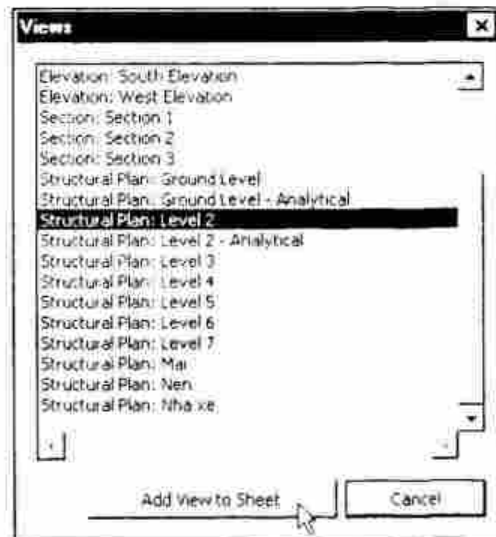 Views
Elevation: South Elevation
Elevation: West Elevation
Section: Section 1
Section: Section 2
Section: Section 3
Structural Plan: Ground Level
Structural Plan: Ground Level - Analytical
Structural Plan: Level 2
Structural Plan: Level 2 - Analytical
Structural Plan: Level 3
Structural Plan: Level 4
Structural Plan: Level 5
Structural Plan: Level 6
Structural Plan: Level 7
Structural Plan: Mai
Structural Plan: Nen
Structural Plan: Nha xe
Add View to Sheet
Cancel